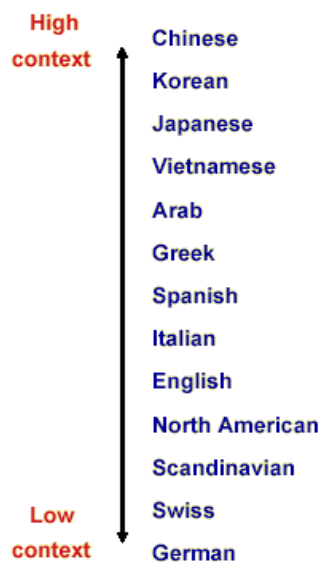 High
context
Chinese
Korean
Japanese
Vietnamese
Arab
Greek
Spanish
Italian
English
North American
Scandinavian
Swiss
German
Low
context